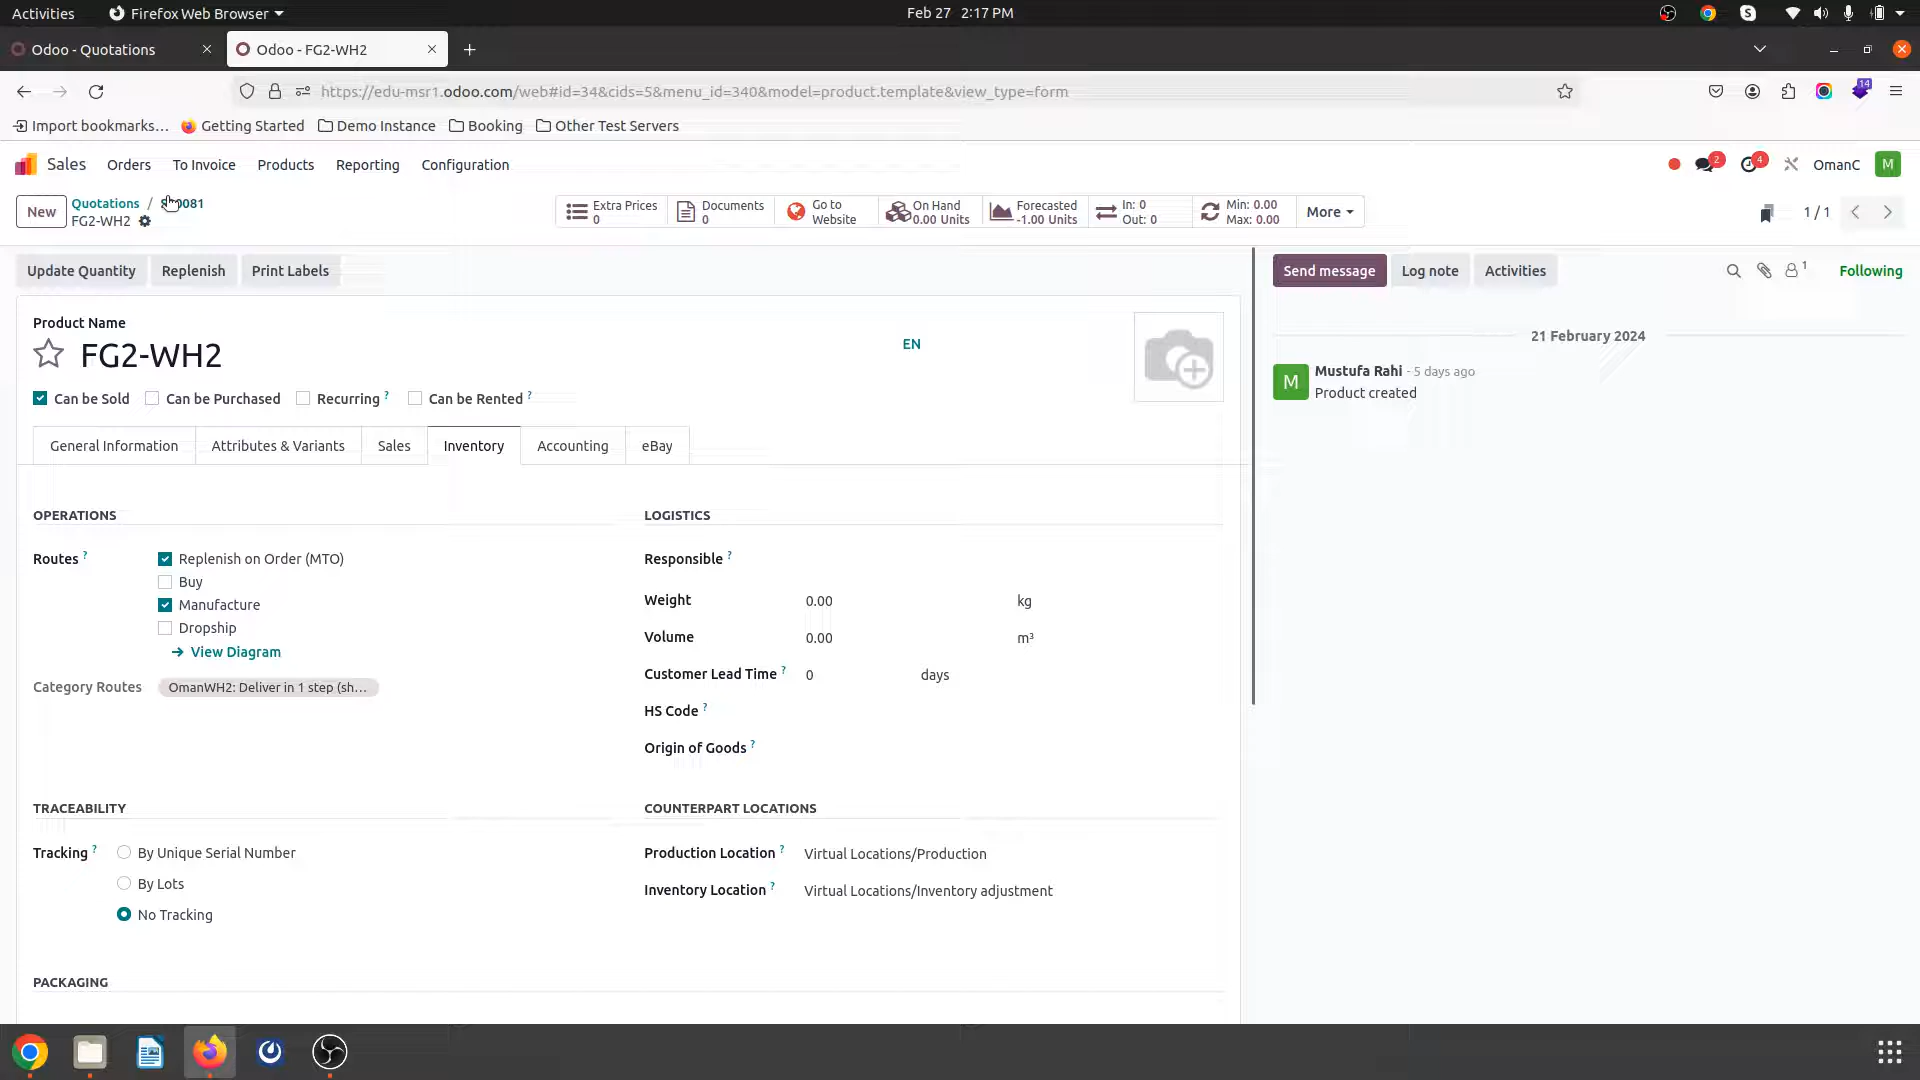 Activities
Firefox Web Browser
Feb 27 2:17 PM
Odoo - Quotations
Odoo - FG2-WH2
https://edu-msr1.odoo.com/web#id=34&cids=5&menu_id=340&model=product.template&view_type=form
14
Import bookmarks...
Getting Started
Demo Instance
Booking
Other Test Servers
Sales
Orders
To Invoice
Products
Reporting
Configuration
2
4
OmanC
M
New
Quotations /
FG2-WH2
Extra Prices
0
Documents
0
Go to
Website
On Hand
0.00 Units
Forecasted
-1.00 Units
In: 0
Out: 0
Min: 0.00
Max: 0.00
More
1 / 1
Update Quantity
Replenish
Print Labels
Send message
Log note
Activities
1
Following
Product Name
FG2-WH2
EN
Can be Sold
Can be Purchased
Recurring ?
Can be Rented ?
21 February 2024
M
Mustufa Rahi - 5 days ago
Product created
General Information
Attributes & Variants
Sales
Inventory
Accounting
eBay
OPERATIONS
Routes ?
Replenish on Order (MTO)
Buy
Manufacture
Dropship
View Diagram
Category Routes
OmanWH2: Deliver in 1 step (sh...
LOGISTICS
Responsible ?
Weight 0.00 kg
Volume 0.00 m³
Customer Lead Time ? 0 days
HS Code ?
Origin of Goods ?
TRACEABILITY
Tracking ?
By Unique Serial Number
By Lots
No Tracking
COUNTERPART LOCATIONS
Production Location ? Virtual Locations/Production
Inventory Location ? Virtual Locations/Inventory adjustment
PACKAGING